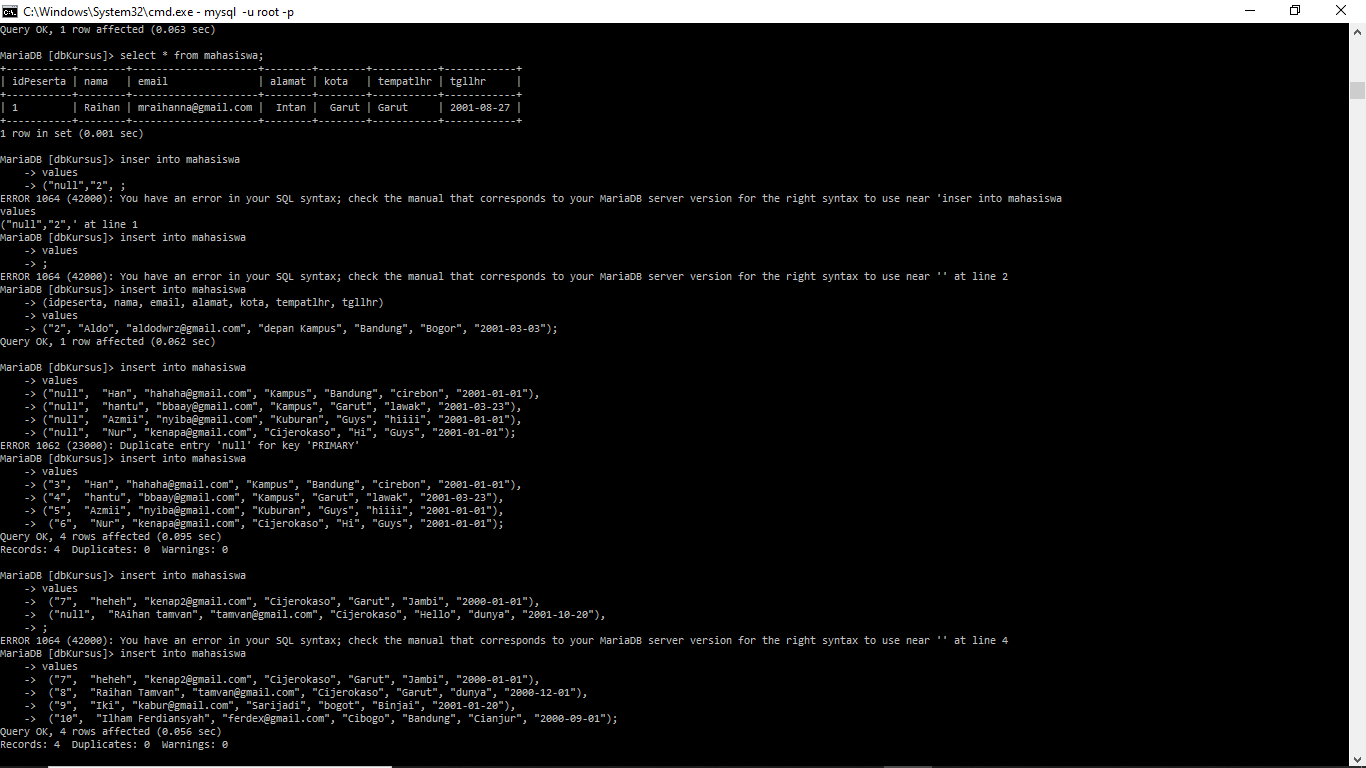 C:\Windows\System32\cmd.exe - mysql  -u root -p
Query OK, 1 row affected (0.063 sec)
MariaDB [dbKursus]> select * from mahasiswa;
+-----------+--------+---------------------+--------+--------+-----------+------------+
| idPeserta | nama   | email               | alamat | kota   | tempatlhr | tgllhr     |
+-----------+--------+---------------------+--------+--------+-----------+------------+
| 1         | Raihan | mraihanna@gmail.com |  Intan |  Garut | Garut     | 2001-08-27 |
+-----------+--------+---------------------+--------+--------+-----------+------------+
1 row in set (0.001 sec)
MariaDB [dbKursus]> inser into mahasiswa
    -> values
    -> ("null","2", ;
ERROR 1064 (42000): You have an error in your SQL syntax; check the manual that corresponds to your MariaDB server version for the right syntax to use near 'inser into mahasiswa
values
("null","2",' at line 1
MariaDB [dbKursus]> insert into mahasiswa
    -> values
    -> ;
ERROR 1064 (42000): You have an error in your SQL syntax; check the manual that corresponds to your MariaDB server version for the right syntax to use near '' at line 2
MariaDB [dbKursus]> insert into mahasiswa
    -> (idpeserta, nama, email, alamat, kota, tempatlhr, tgllhr)
    -> values
    -> ("2", "Aldo", "aldodwrz@gmail.com", "depan Kampus", "Bandung", "Bogor", "2001-03-03");
Query OK, 1 row affected (0.062 sec)
MariaDB [dbKursus]> insert into mahasiswa
    -> values
    -> ("null",  "Han", "hahaha@gmail.com", "Kampus", "Bandung", "cirebon", "2001-01-01"),
    -> ("null",  "hantu", "bbaay@gmail.com", "Kampus", "Garut", "lawak", "2001-03-23"),
    -> ("null",  "Azmii", "nyiba@gmail.com", "Kuburan", "Guys", "hiiii", "2001-01-01"),
    -> ("null",  "Nur", "kenapa@gmail.com", "Cijerokaso", "Hi", "Guys", "2001-01-01");
ERROR 1062 (23000): Duplicate entry 'null' for key 'PRIMARY'
MariaDB [dbKursus]> insert into mahasiswa
    -> values
    -> ("3",  "Han", "hahaha@gmail.com", "Kampus", "Bandung", "cirebon", "2001-01-01"),
    -> ("4",  "hantu", "bbaay@gmail.com", "Kampus", "Garut", "lawak", "2001-03-23"),
    -> ("5",  "Azmii", "nyiba@gmail.com", "Kuburan", "Guys", "hiiii", "2001-01-01"),
    ->  ("6",  "Nur", "kenapa@gmail.com", "Cijerokaso", "Hi", "Guys", "2001-01-01");
Query OK, 4 rows affected (0.095 sec)
Records: 4  Duplicates: 0  Warnings: 0
MariaDB [dbKursus]> insert into mahasiswa
    -> values
    ->  ("7",  "heheh", "kenap2@gmail.com", "Cijerokaso", "Garut", "Jambi", "2000-01-01"),
    ->  ("null",  "RAihan tamvan", "tamvan@gmail.com", "Cijerokaso", "Hello", "dunya", "2001-10-20"),
    -> ;
ERROR 1064 (42000): You have an error in your SQL syntax; check the manual that corresponds to your MariaDB server version for the right syntax to use near '' at line 4
MariaDB [dbKursus]> insert into mahasiswa
    -> values
    ->  ("7",  "heheh", "kenap2@gmail.com", "Cijerokaso", "Garut", "Jambi", "2000-01-01"),
    ->  ("8",  "Raihan Tamvan", "tamvan@gmail.com", "Cijerokaso", "Garut", "dunya", "2000-12-01"),
    ->  ("9",  "Iki", "kabur@gmail.com", "Sarijadi", "bogot", "Binjai", "2001-01-20"),
    ->  ("10",  "Ilham Ferdiansyah", "ferdex@gmail.com", "Cibogo", "Bandung", "Cianjur", "2000-09-01");
Query OK, 4 rows affected (0.056 sec)
Records: 4  Duplicates: 0  Warnings: 0